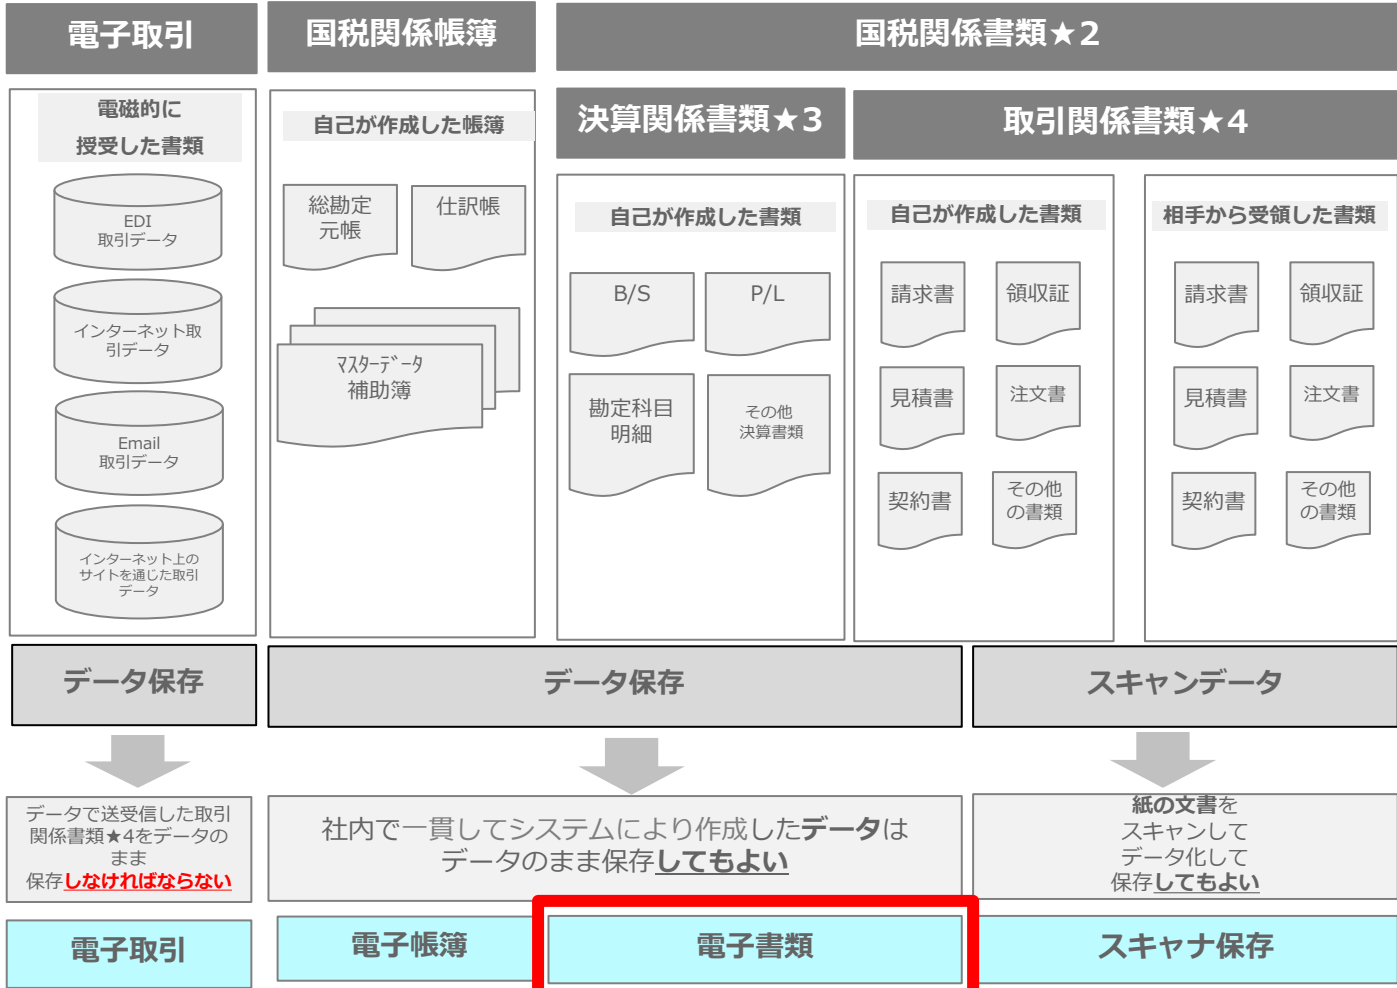 電子取引
国税関係帳簿
国税関係書類★2
決算関係書類★3
取引関係書類★4
電磁的に
授受した書類
EDI
取引データ
インターネット取
引データ
Email
取引データ
インターネット上の
サイトを通じた取引
データ
自己が作成した帳簿
総勘定
元帳
仕訳帳
ﾏｽﾀｰﾃﾞｰﾀ
補助簿
自己が作成した書類
B/S
P/L
勘定科目
明細
その他
決算書類
自己が作成した書類
請求書
領収証
見積書
注文書
契約書
その他
の書類
相手から受領した書類
請求書
領収証
見積書
注文書
契約書
その他
の書類
データ保存
データ保存
スキャンデータ
データで送受信した取引
関係書類★4をデータの
まま
保存しなければならない
社内で一貫してシステムにより作成したデータは
データのまま保存してもよい
紙の文書を
スキャンして
データ化して
保存してもよい
電子取引
電子帳簿
電子書類
スキャナ保存